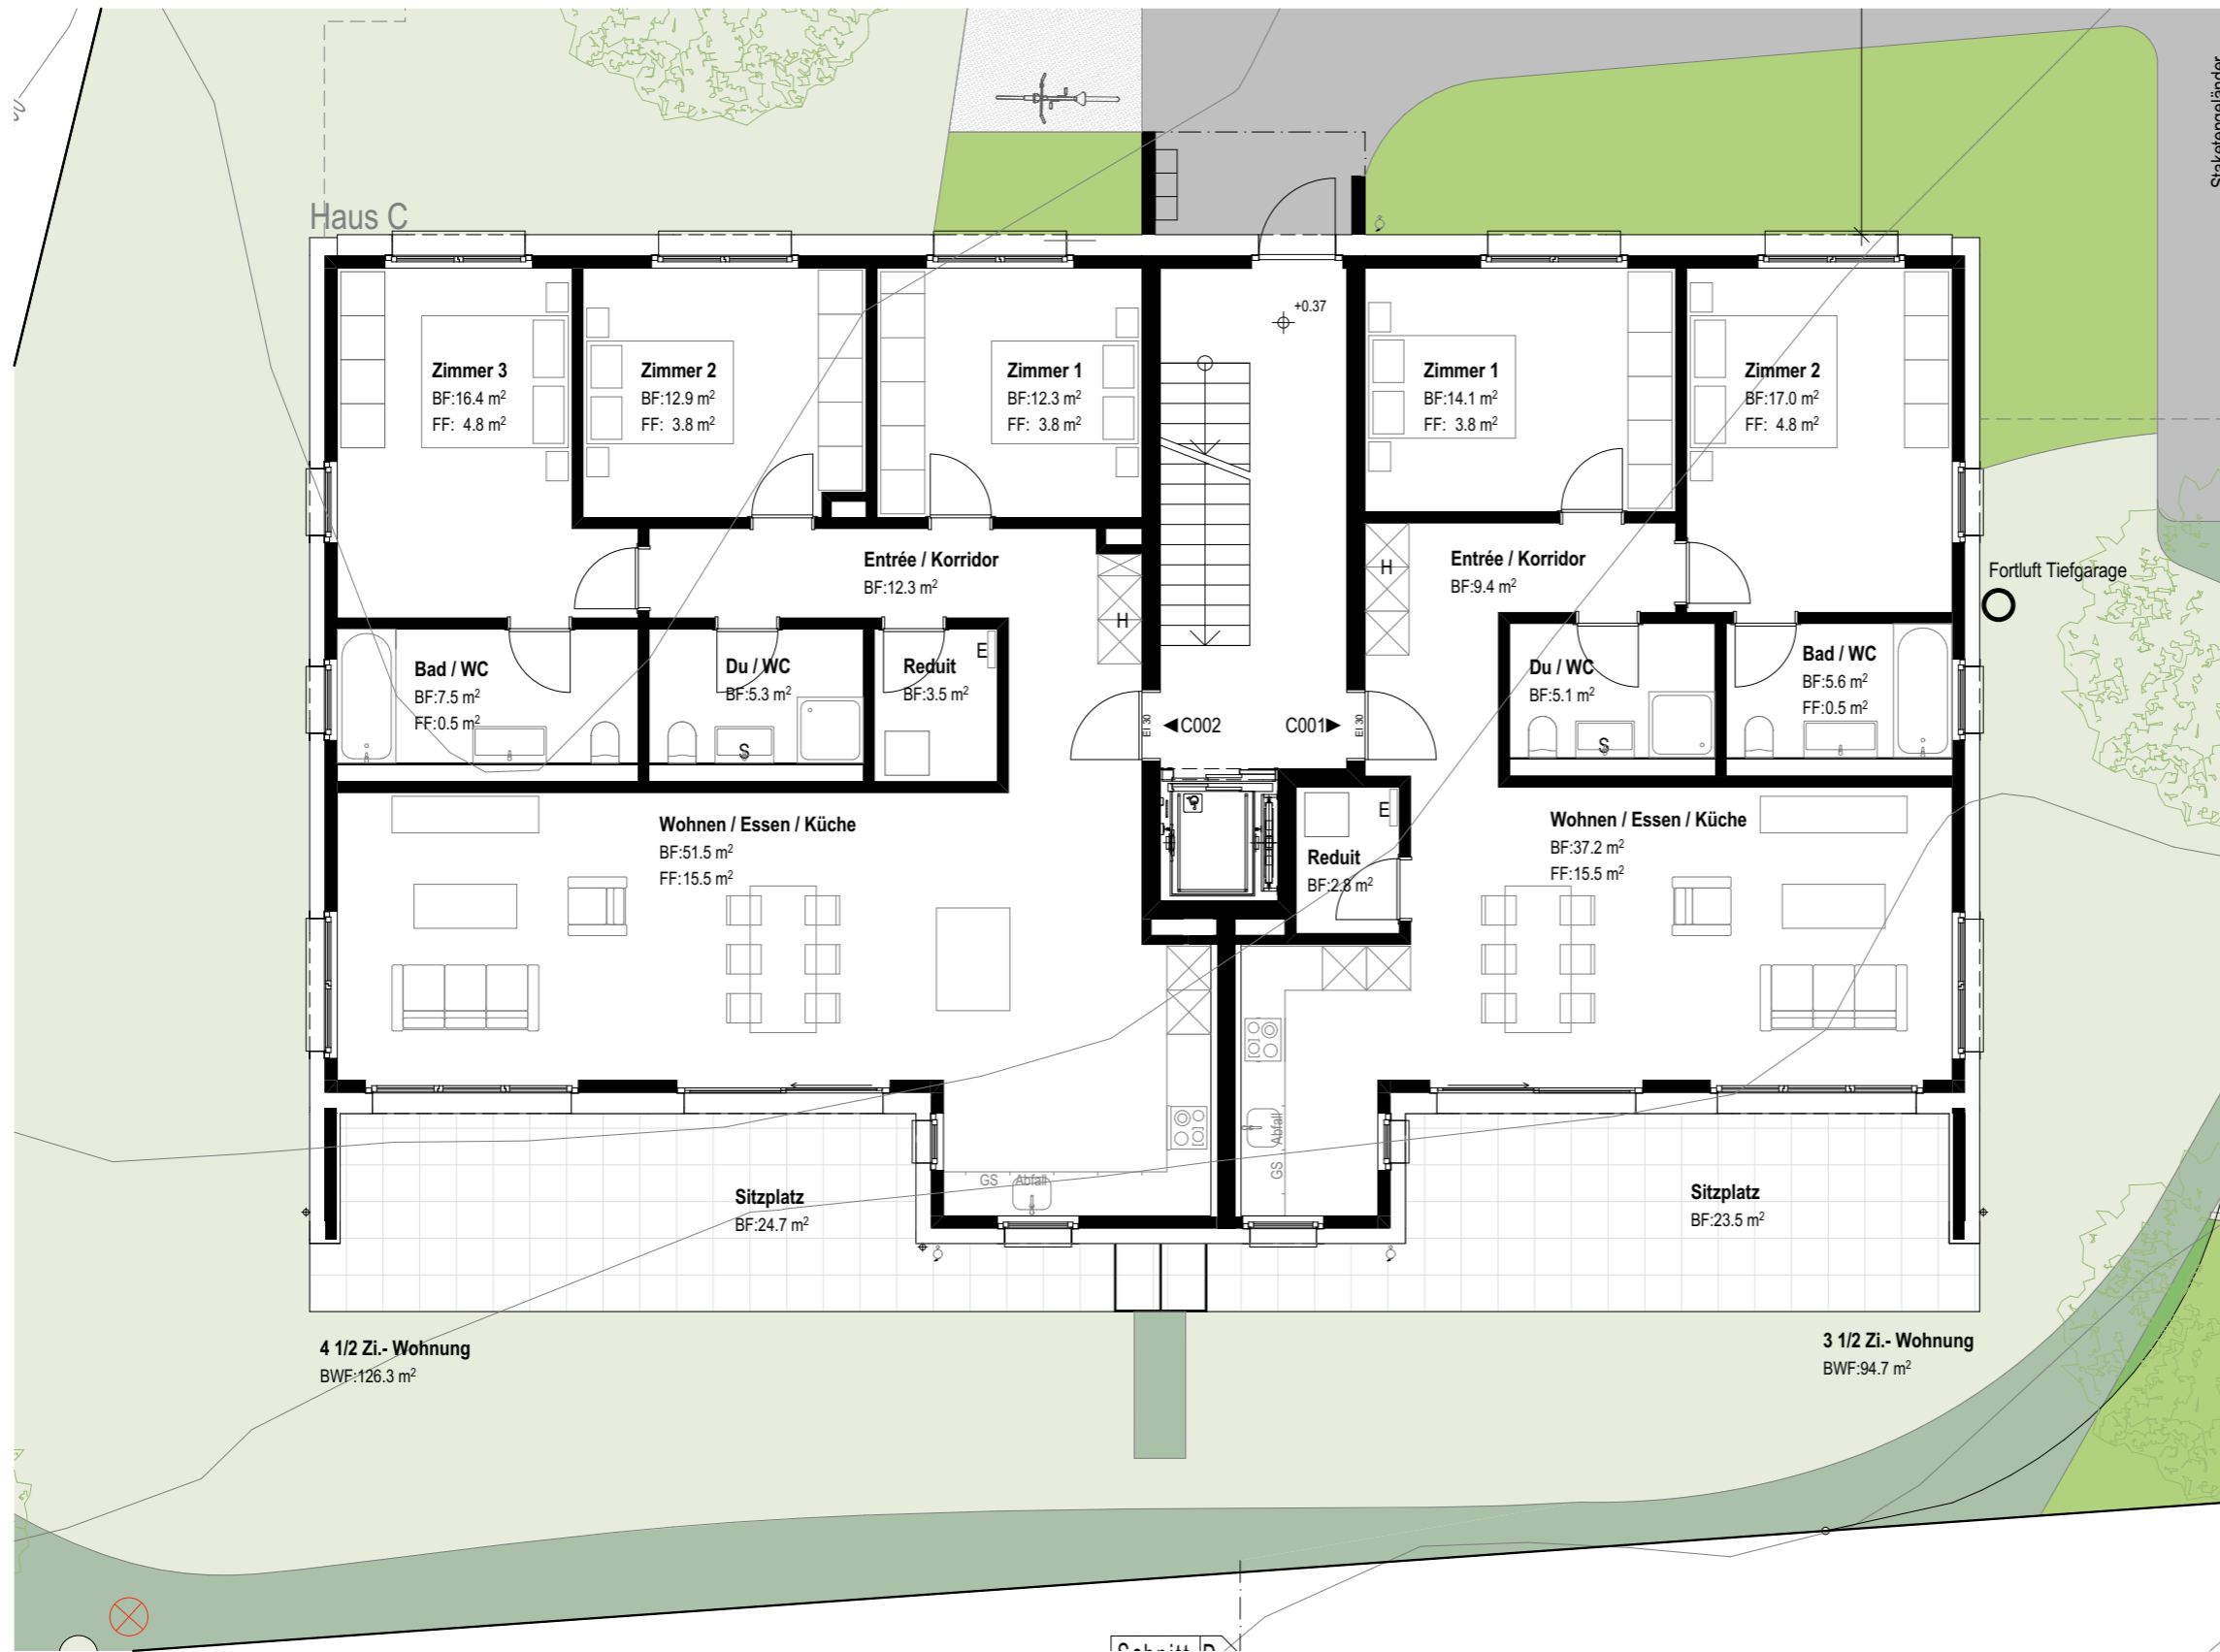 Staketengeländer
Haus C
+0.37
Zimmer 3
BF:16.4 m²
FF: 4.8 m²
Zimmer 2
BF:12.9 m²
FF: 3.8 m²
Zimmer 1
BF:12.3 m²
FF: 3.8 m²
Zimmer 1
BF:14.1 m²
FF: 3.8 m²
Zimmer 2
BF:17.0 m²
FF: 4.8 m²
Entrée / Korridor
BF:12.3 m²
H
Entrée / Korridor
BF:9.4 m²
H
Fortluft Tiefgarage
Bad / WC
BF:7.5 m²
FF:0.5 m²
Du / WC
BF:5.3 m²
S
Reduit
BF:3.5 m²
E
EI 30
◄C002
C001►
EI 30
Du / WC
BF:5.1 m²
S
Bad / WC
BF:5.6 m²
FF:0.5 m²
Wohnen / Essen / Küche
BF:51.5 m²
FF:15.5 m²
E
Reduit
BF:2.8 m²
Wohnen / Essen / Küche
BF:37.2 m²
FF:15.5 m²
GS Abfall
GS Abfall
Sitzplatz
BF:24.7 m²
Sitzplatz
BF:23.5 m²
4 1/2 Zi.- Wohnung
BWF:126.3 m²
3 1/2 Zi.- Wohnung
BWF:94.7 m²
Schnitt D